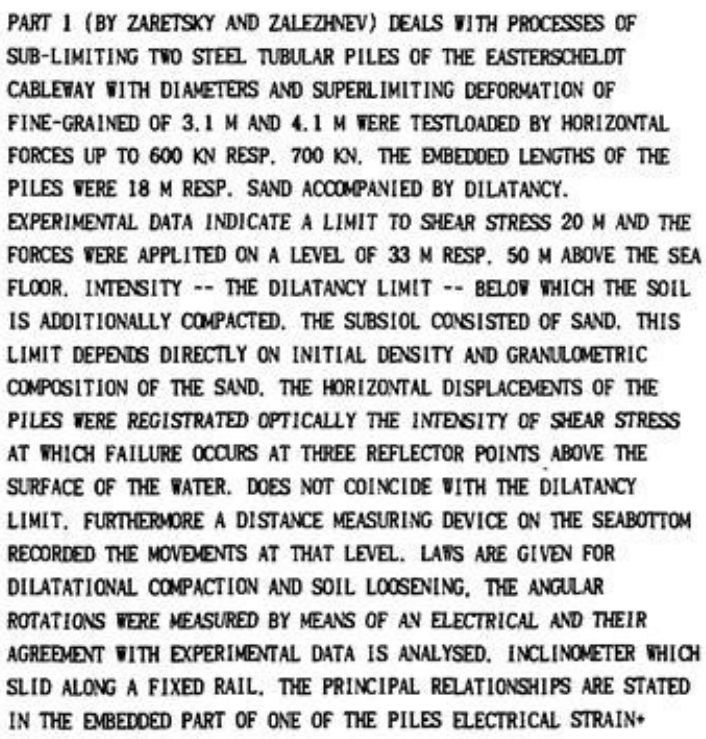 PART 1 (BY ZARETSKY AND ZALEZHNEV) DEALS WITH PROCESSES OF
SUB-LIMITING TWO STEEL TUBULAR PILES OF THE EASTERSCHELDT
CABLEWAY WITH DIAMETERS AND SUPERLIMITING DEFORMATION OF
FINE-GRAINED OF 3.1 M AND 4.1 M WERE TESTLOADED BY HORIZONTAL
FORCES UP TO 600 KN RESP. 700 KN. THE EMBEDDED LENGTHS OF THE
PILES WERE 18 M RESP. SAND ACCOMPANIED BY DILATANCY.
EXPERIMENTAL DATA INDICATE A LIMIT TO SHEAR STRESS 20 M AND THE
FORCES WERE APPLITED ON A LEVEL OF 33 M RESP. 50 M ABOVE THE SEA
FLOOR. INTENSITY -- THE DILATANCY LIMIT -- BELOW WHICH THE SOIL
IS ADDITIONALLY COMPACTED. THE SUBSIOL CONSISTED OF SAND. THIS
LIMIT DEPENDS DIRECTLY ON INITIAL DENSITY AND GRANULOMETRIC
COMPOSITION OF THE SAND. THE HORIZONTAL DISPLACEMENTS OF THE
PILES WERE REGISTRATED OPTICALLY THE INTENSITY OF SHEAR STRESS
AT WHICH FAILURE OCCURS AT THREE REFLECTOR POINTS ABOVE THE
SURFACE OF THE WATER. DOES NOT COINCIDE WITH THE DILATANCY
LIMIT. FURTHERMORE A DISTANCE MEASURING DEVICE ON THE SEABOTTOM
RECORDED THE MOVEMENTS AT THAT LEVEL. LAWS ARE GIVEN FOR
DILATATIONAL COMPACTION AND SOIL LOOSENING, THE ANGULAR
ROTATIONS WERE MEASURED BY MEANS OF AN ELECTRICAL AND THEIR
AGREEMENT WITH EXPERIMENTAL DATA IS ANALYSED. INCLINOMETER WHICH
SLID ALONG A FIXED RAIL. THE PRINCIPAL RELATIONSHIPS ARE STATED
IN THE EMBEDDED PART OF ONE OF THE PILES ELECTRICAL STRAIN+